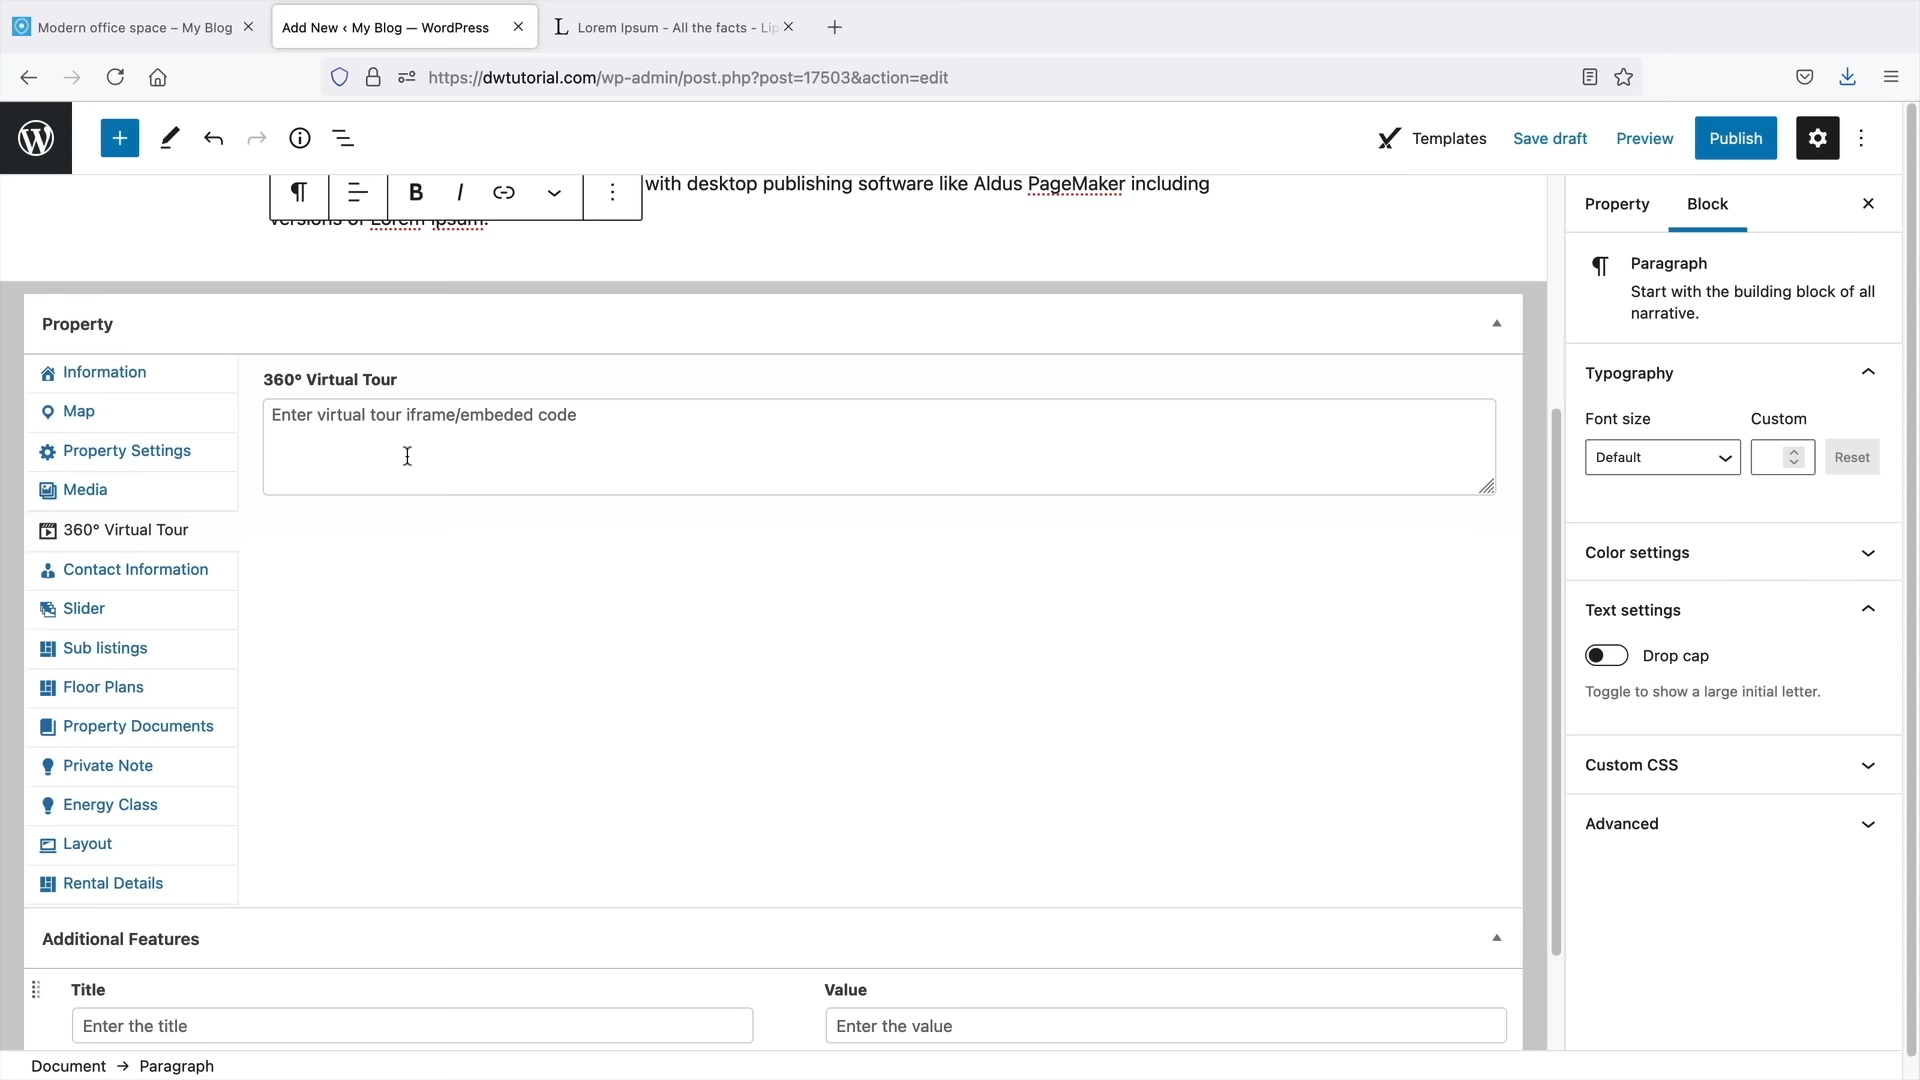 Modern office space – My Blog
Add New ‹ My Blog — WordPress
Lorem Ipsum - All the facts - Lip
https://dwtutorial.com/wp-admin/post.php?post=17503&action=edit
Templates
Save draft
Preview
Publish
B I
with desktop publishing software like Aldus PageMaker including
versions of Lorem Ipsum.
Property
Information
Map
Property Settings
Media
360° Virtual Tour
Contact Information
Slider
Sub listings
Floor Plans
Property Documents
Private Note
Energy Class
Layout
Rental Details
360° Virtual Tour
Enter virtual tour iframe/embeded code
Additional Features
Title
Value
Enter the title
Enter the value
Document → Paragraph
Property
Block
Paragraph
Start with the building block of all
narrative.
Typography
Font size
Custom
Default
Reset
Color settings
Text settings
Drop cap
Toggle to show a large initial letter.
Custom CSS
Advanced